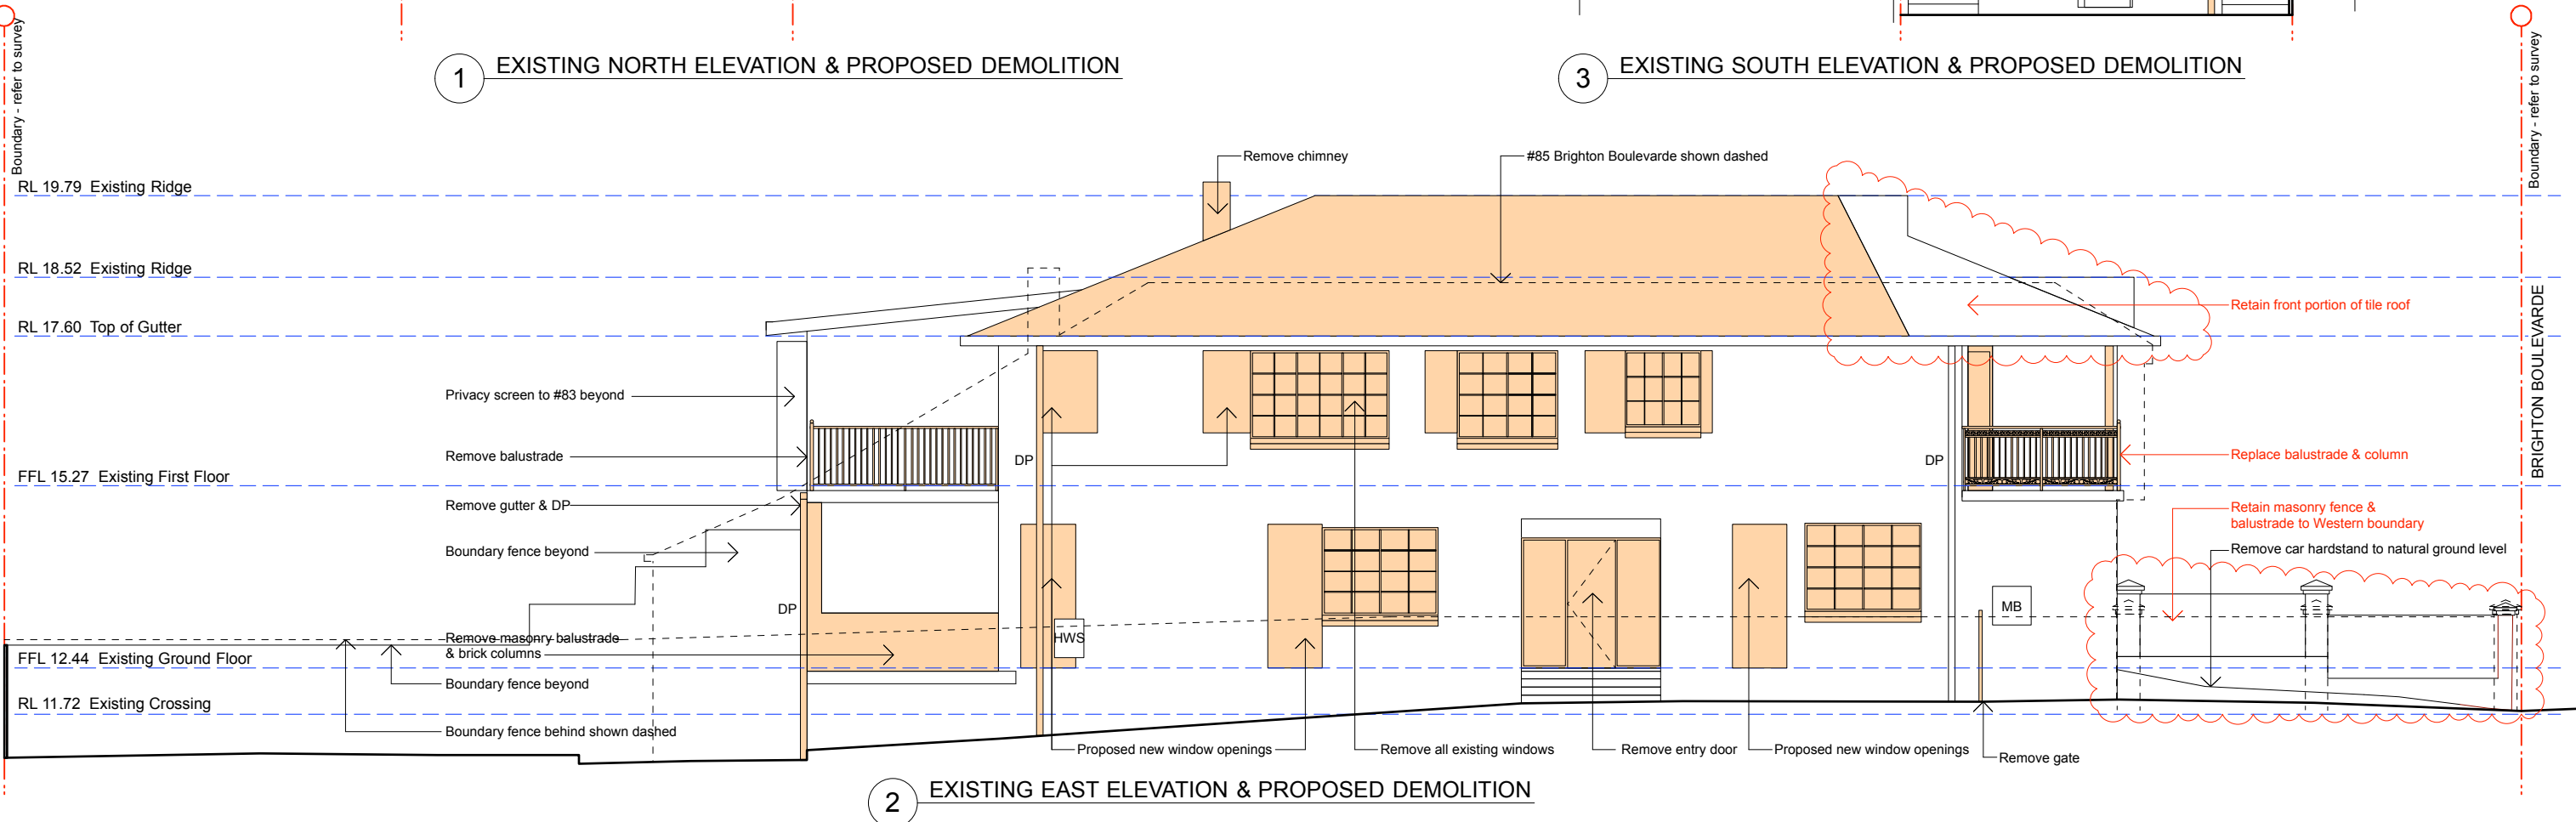 Boundary - refer to survey
1 EXISTING NORTH ELEVATION & PROPOSED DEMOLITION
3 EXISTING SOUTH ELEVATION & PROPOSED DEMOLITION
Boundary - refer to survey
Remove chimney
#85 Brighton Boulevarde shown dashed
RL 19.79 Existing Ridge
RL 18.52 Existing Ridge
Retain front portion of tile roof
RL 17.60 Top of Gutter
BRIGHTON BOULEVARDE
Privacy screen to #83 beyond
Remove balustrade
DP
DP
Replace balustrade & column
FFL 15.27 Existing First Floor
Remove gutter & DP
Retain masonry fence &
balustrade to Western boundary
Boundary fence beyond
Remove car hardstand to natural ground level
DP
MB
Remove masonry balustrade
& brick columns
HWS
FFL 12.44 Existing Ground Floor
Boundary fence beyond
RL 11.72 Existing Crossing
Boundary fence behind shown dashed
Proposed new window openings
Remove all existing windows
Remove entry door
Proposed new window openings
Remove gate
2 EXISTING EAST ELEVATION & PROPOSED DEMOLITION